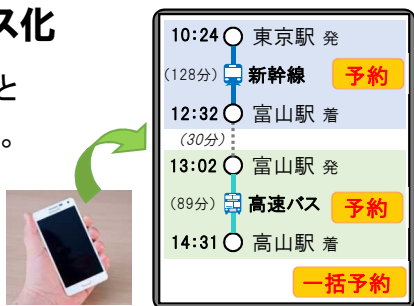 ス化
と
。
10:24 東京駅 発
(128分) 新幹線 予約
12:32 富山駅 着
(30分)
13:02 富山駅 発
(89分) 高速バス 予約
14:31 高山駅 着
一括予約